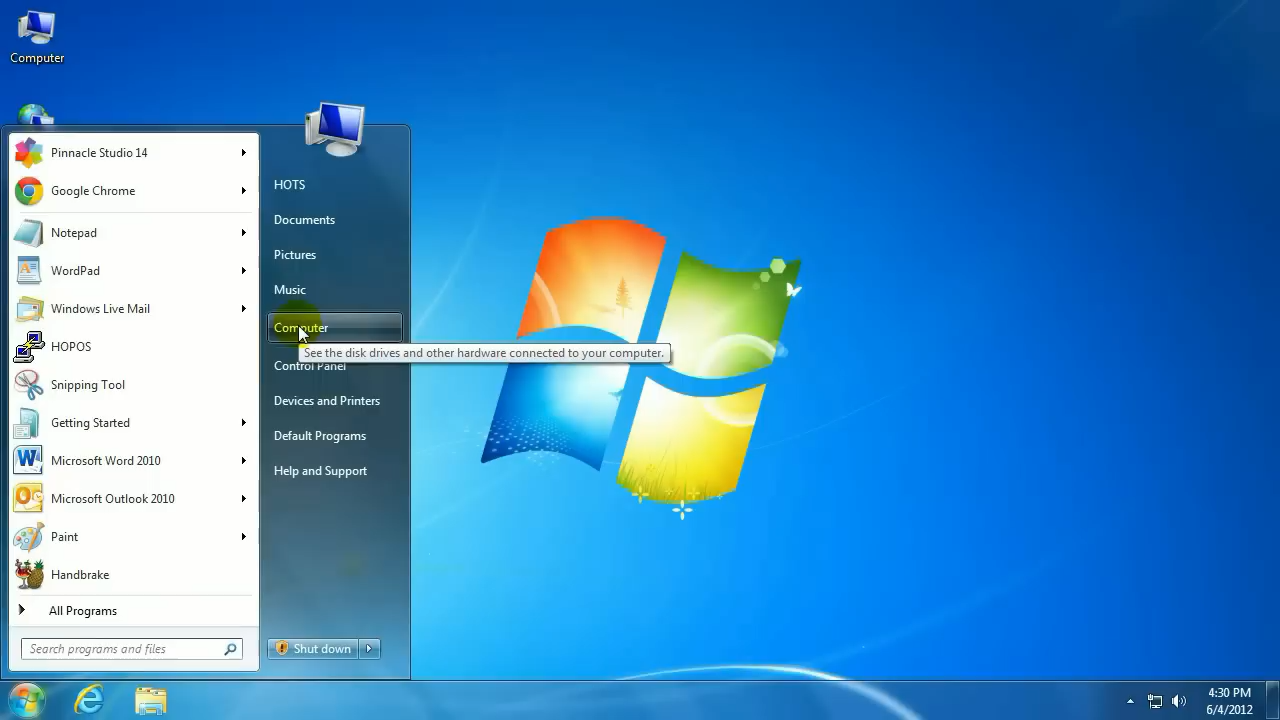 Computer
Pinnacle Studio 14
Google Chrome
Notepad
WordPad
Windows Live Mail
HOPOS
Snipping Tool
Getting Started
Microsoft Word 2010
Microsoft Outlook 2010
Paint
Handbrake
All Programs
Search programs and files
HOTS
Documents
Pictures
Music
Computer
See the disk drives and other hardware connected to your computer.
Control Panel
Devices and Printers
Default Programs
Help and Support
Shut down
4:30 PM
6/4/2012